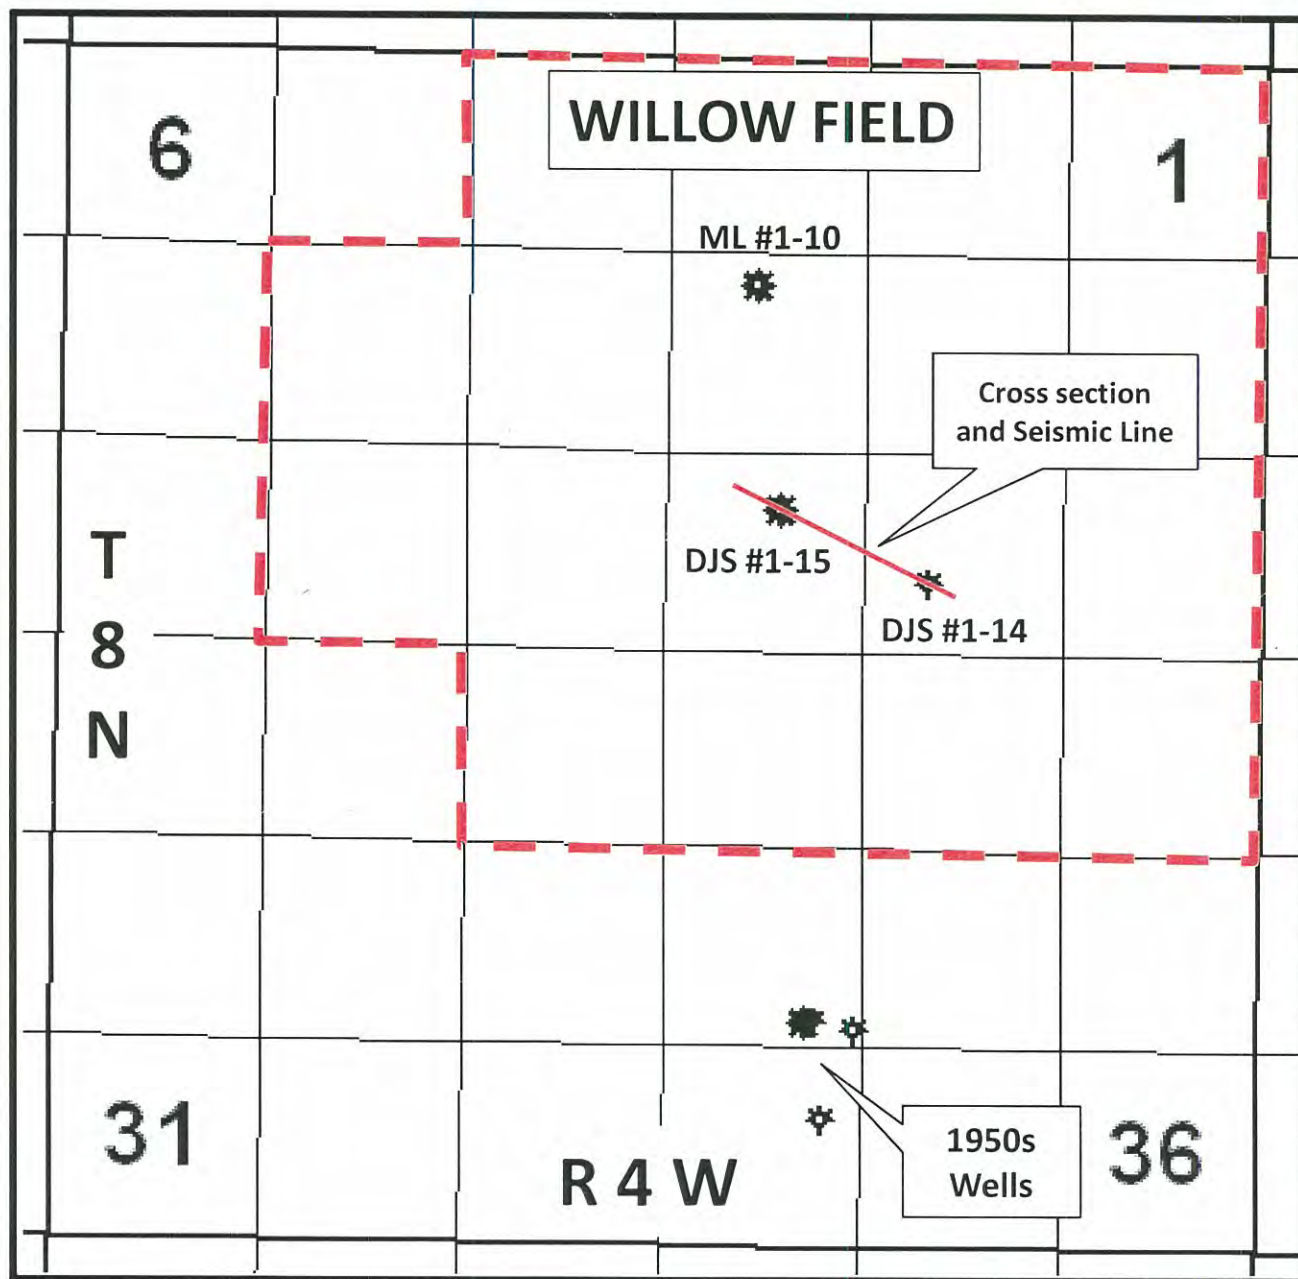 WILLOW FIELD
6
1
ML #1-10
Cross section
and Seismic Line
DJS #1-15
DJS #1-14
T
8
N
31
R 4 W
1950s
Wells
36